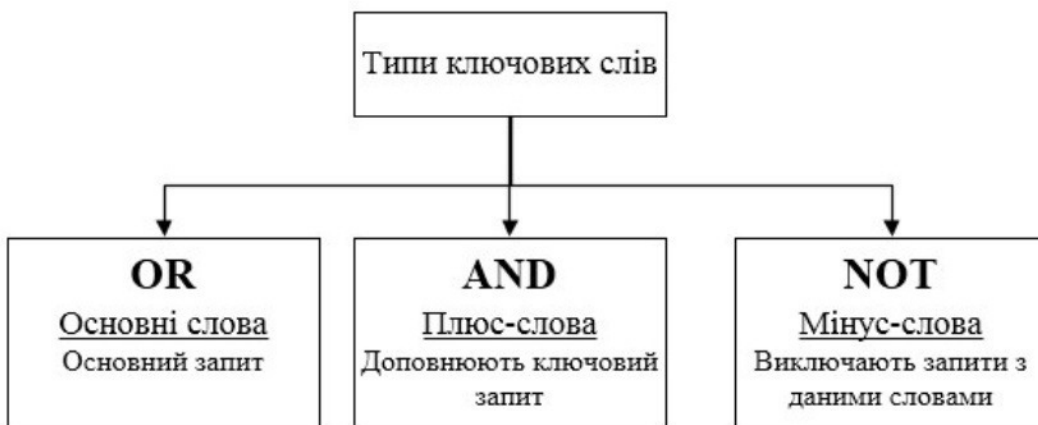 Типи ключових слів
OR
Основні слова
Основний запит
AND
Плюс-слова
Доповнюють ключовий
запит
NOT
Мінус-слова
Виключають запити з
даними словами